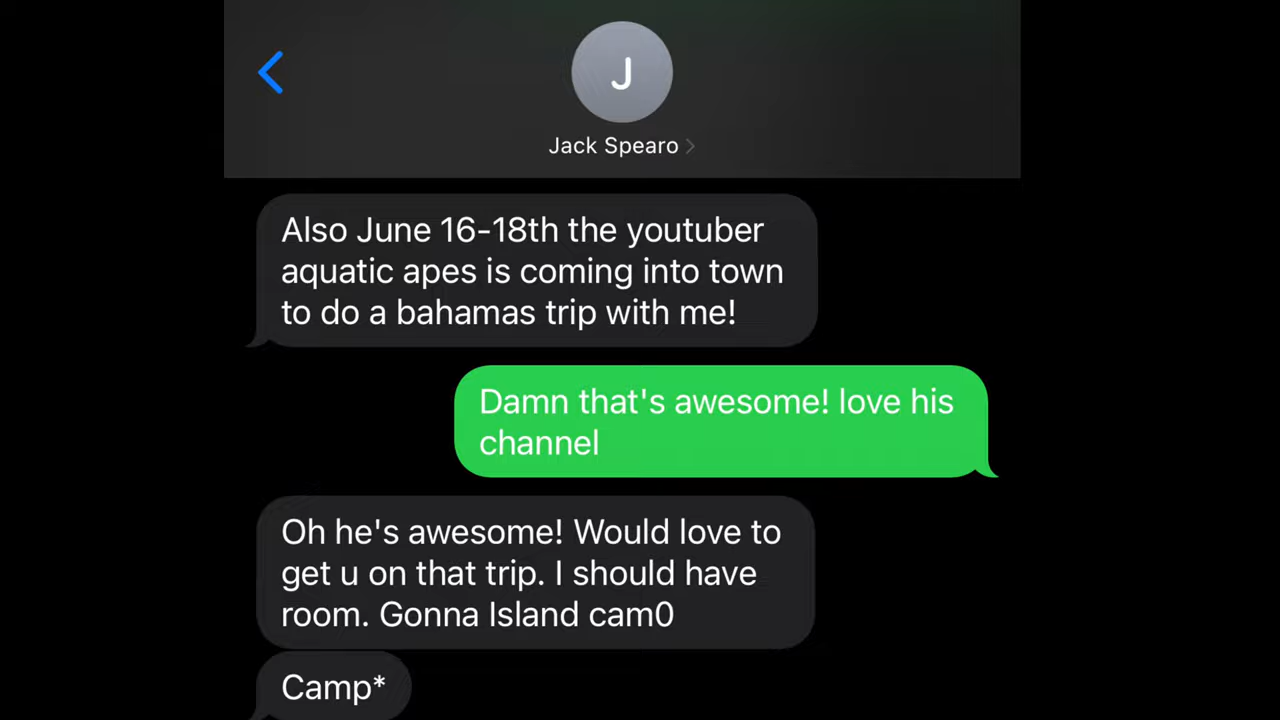 J
Jack Spearo
Also June 16-18th the youtuber
aquatic apes is coming into town
to do a bahamas trip with me!
Damn that's awesome! love his
channel
Oh he's awesome! Would love to
get u on that trip. I should have
room. Gonna Island cam0
Camp*